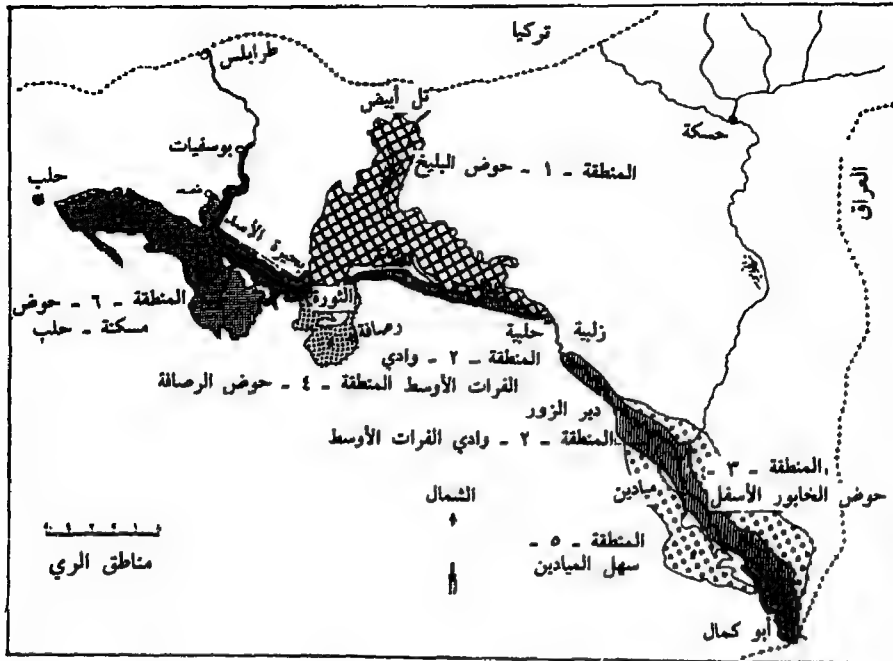 تركيا
طرابلس
تل أبيض
بوسفيات
حسكة
المنطقة - ١ - حوض البليخ
حلب
العراق
بحيرة الأسد
المنطقة - ٦ - حوض
مسكنة - حلب
الثورة
رصافة
حلبية
زلبية
المنطقة - ٢ - وادي
الفرات الأوسط
المنطقة - ٤ - حوض الرصافة
دير الزور
المنطقة - ٢ - وادي الفرات الأوسط
المنطقة - ٣ -
حوض الخابور الأسفل
ميادين
الشمال
المنطقة - ٥ -
سهل الميادين
مناطق الري
أبو كمال